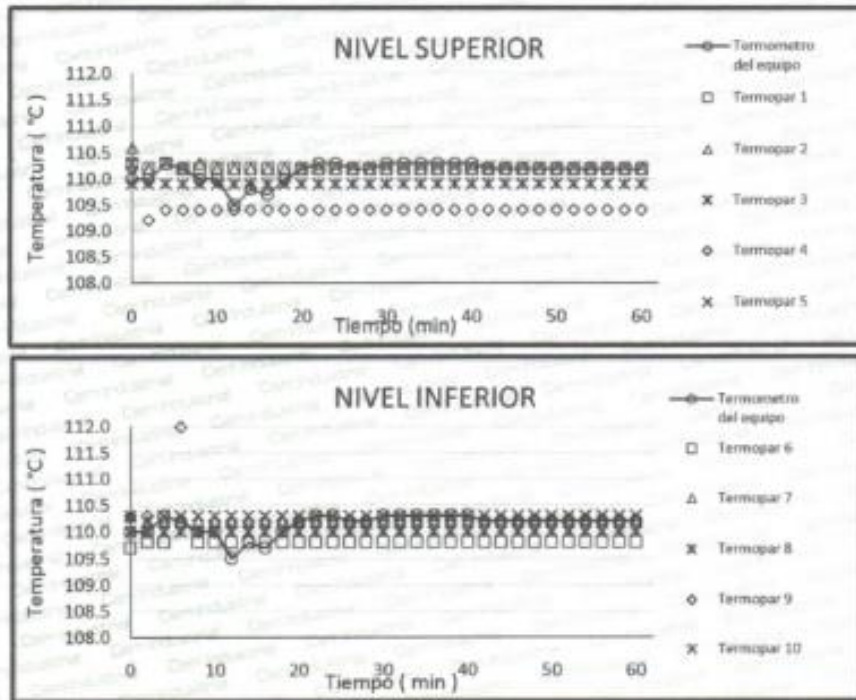 NIVEL SUPERIOR
Temperatura ( °C)
112.0
111.5
111.0
110.5
110.0
109.5
109.0
108.5
108.0
0 10 20 30 40 50 60
Tiempo (min)
Termometro
del equipo
Termopar 1
Termopar 2
Termopar 3
Termopar 4
Termopar 5
NIVEL INFERIOR
Temperatura ( °C)
112.0
111.5
111.0
110.5
110.0
109.5
109.0
108.5
108.0
0 10 20 30 40 50 60
Tiempo ( min )
Termometro
del equipo
Termopar 6
Termopar 7
Termopar 8
Termopar 9
Termopar 10